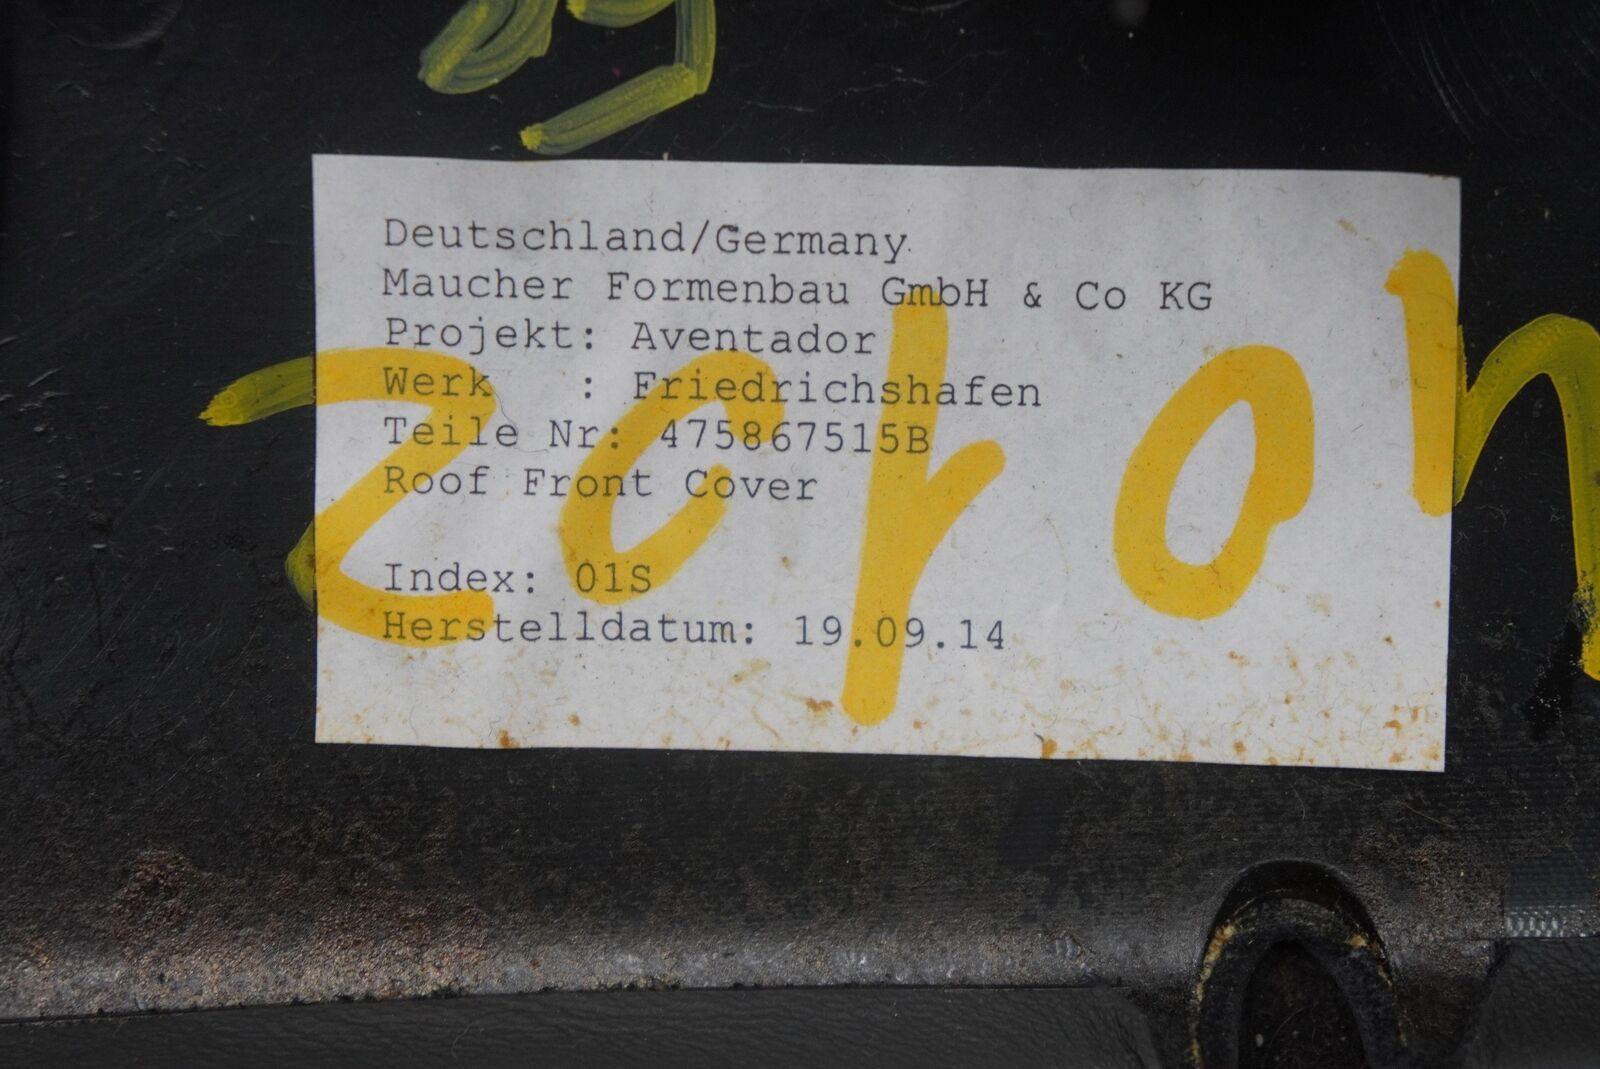 Deutschland/Germany
Maucher Formenbau GmbH & Co KG
Projekt: Aventador
Werk   : Friedrichshafen
Teile Nr: 475867515B
Roof Front Cover
Index: 01S
Herstelldatum: 19.09.14